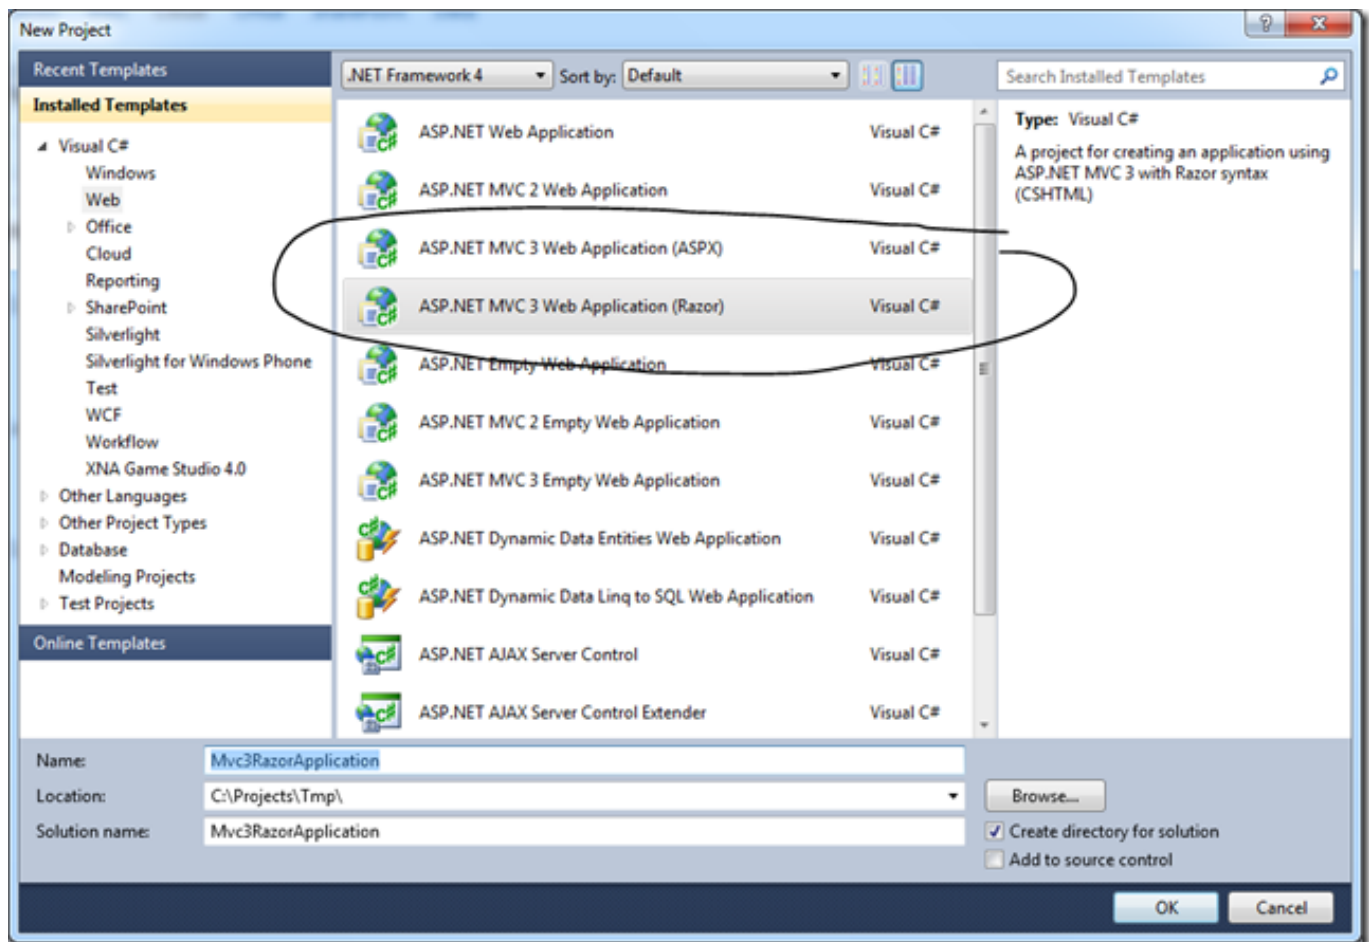 New Project
Recent Templates
Installed Templates
Visual C#
Windows
Web
Office
Cloud
Reporting
SharePoint
Silverlight
Silverlight for Windows Phone
Test
WCF
Workflow
XNA Game Studio 4.0
Other Languages
Other Project Types
Database
Modeling Projects
Test Projects
Online Templates
.NET Framework 4 Sort by: Default
ASP.NET Web Application Visual C#
ASP.NET MVC 2 Web Application Visual C#
ASP.NET MVC 3 Web Application (ASPX) Visual C#
ASP.NET MVC 3 Web Application (Razor) Visual C#
ASP.NET Empty Web Application Visual C#
ASP.NET MVC 2 Empty Web Application Visual C#
ASP.NET MVC 3 Empty Web Application Visual C#
ASP.NET Dynamic Data Entities Web Application Visual C#
ASP.NET Dynamic Data Linq to SQL Web Application Visual C#
ASP.NET AJAX Server Control Visual C#
ASP.NET AJAX Server Control Extender Visual C#
Search Installed Templates
Type: Visual C#
A project for creating an application using
ASP.NET MVC 3 with Razor syntax
(CSHTML)
Name: Mvc3RazorApplication
Location: C:\Projects\Tmp\ Browse...
Solution name: Mvc3RazorApplication Create directory for solution
Add to source control
OK Cancel